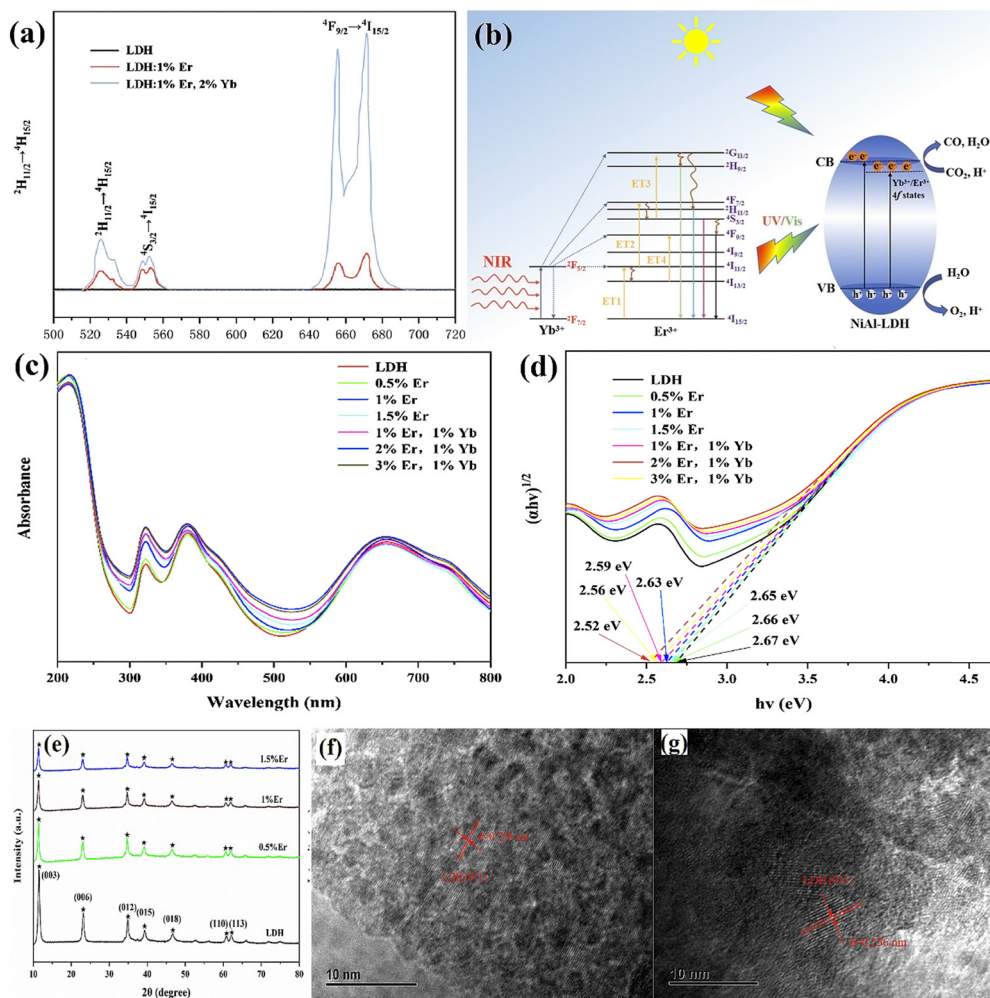 (a)
⁴F₉/₂→⁴I₁₅/₂
LDH
LDH:1% Er
LDH:1% Er, 2% Yb
²H₁₁/₂→⁴H₁₅/₂
²H₁₁/₂→⁴H₁₅/₂
⁴S₃/₂→⁴I₁₅/₂
500 520 540 560 580 600 620 640 660 680 700 720
(b)
²G₁₁/₂
²H₉/₂
ET3
⁴F₇/₂
²H₁₁/₂
⁴S₃/₂
ET2
⁴F₉/₂
ET4
⁴I₉/₂
NIR
²F₅/₂
⁴I₁₁/₂
⁴I₁₃/₂
ET1
²F₇/₂
⁴I₁₅/₂
Yb³⁺
Er³⁺
UV/Vis
CB
e⁻ e⁻
e⁻ e⁻ e⁻
CO, H₂O
CO₂, H⁺
Yb³⁺/Er³⁺
4f states
VB
h⁺ h⁺ h⁺ h⁺
H₂O
O₂, H⁺
NiAl-LDH
(c)
LDH
0.5% Er
1% Er
1.5% Er
1% Er, 1% Yb
2% Er, 1% Yb
3% Er, 1% Yb
Absorbance
200 300 400 500 600 700 800
Wavelength (nm)
(d)
LDH
0.5% Er
1% Er
1.5% Er
1% Er, 1% Yb
2% Er, 1% Yb
3% Er, 1% Yb
(αhν)^1/2
2.59 eV
2.63 eV
2.56 eV
2.65 eV
2.52 eV
2.66 eV
2.67 eV
2.0 2.5 3.0 3.5 4.0 4.5
hν (eV)
(e)
1.5%Er
1%Er
0.5%Er
(003)
(006)
(012)
(015)
(018)
(110)
(113)
LDH
Intensity (a.u.)
10 20 30 40 50 60 70 80
2θ (degree)
(f)
10 nm
(g)
10 nm